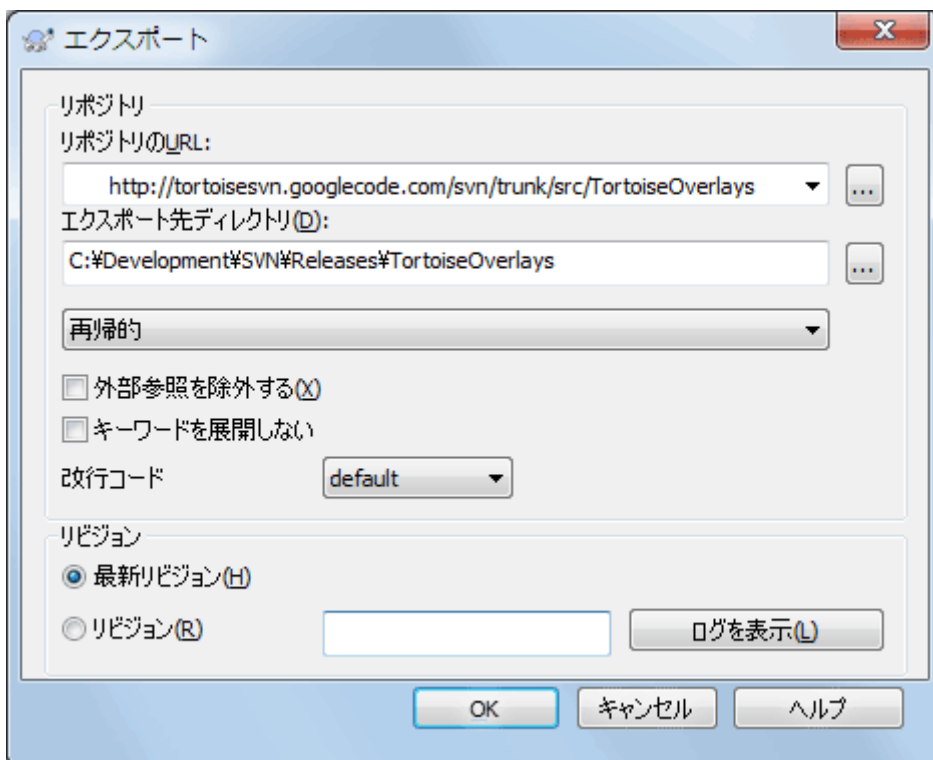 エクスポート
リポジトリ
リポジトリのURL:
http://tortoisesvn.googlecode.com/svn/trunk/src/TortoiseOverlays
...
エクスポート先ディレクトリ(D):
C:¥Development¥SVN¥Releases¥TortoiseOverlays
...
再帰的
外部参照を除外する(X)
キーワードを展開しない
改行コード default
リビジョン
最新リビジョン(H)
リビジョン(R) ログを表示(L)
OK キャンセル ヘルプ